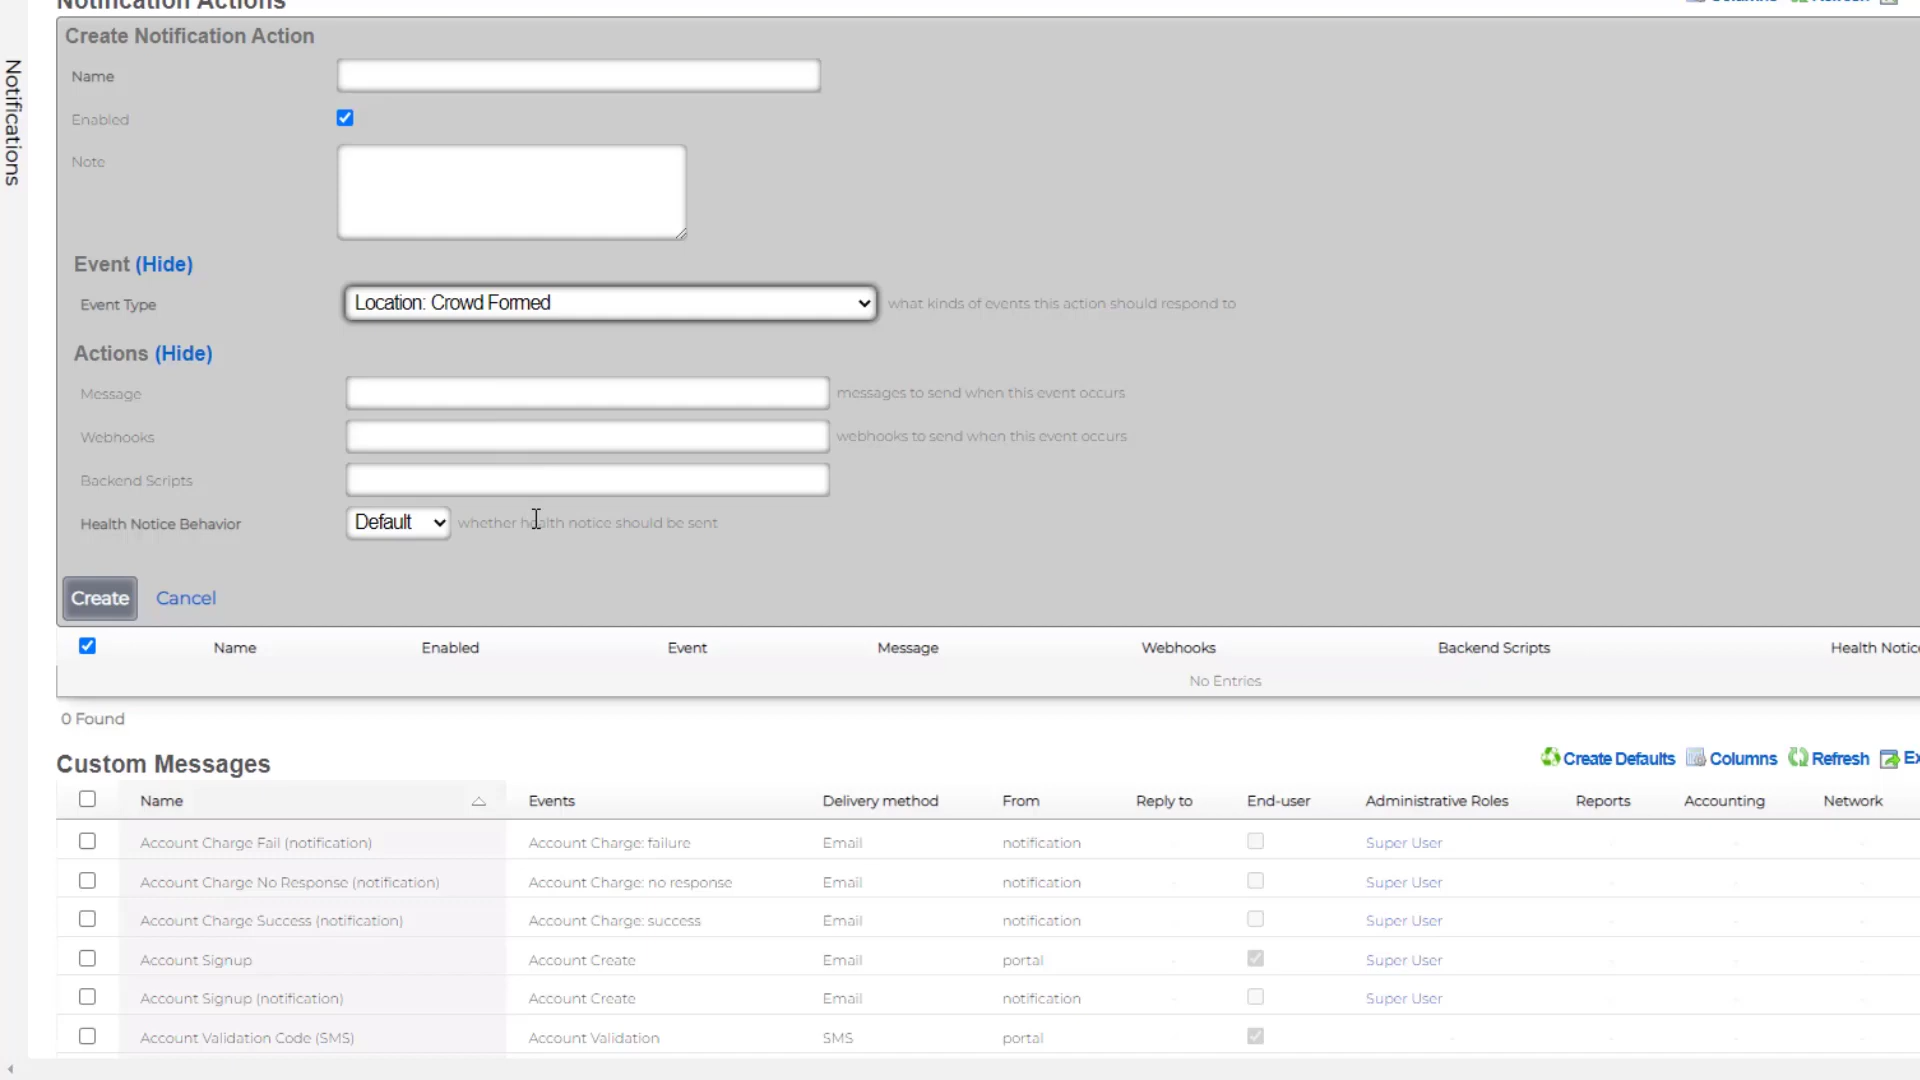 Notification Actions
Columns Refresh
Notifications
Create Notification Action
Name
Enabled
Note
Event (Hide)
Event Type Location: Crowd Formed what kinds of events this action should respond to
Actions (Hide)
Message messages to send when this event occurs
Webhooks webhooks to send when this event occurs
Backend Scripts
Health Notice Behavior Default whether health notice should be sent
Create Cancel
Name Enabled Event Message Webhooks Backend Scripts Health Notice
No Entries
0 Found
Custom Messages Create Defaults Columns Refresh Ex
Name Events Delivery method From Reply to End-user Administrative Roles Reports Accounting Network
Account Charge Fail (notification) Account Charge: failure Email notification - Super User - - -
Account Charge No Response (notification) Account Charge: no response Email notification - Super User - - -
Account Charge Success (notification) Account Charge: success Email notification - Super User - - -
Account Signup Account Create Email portal - Super User - - -
Account Signup (notification) Account Create Email notification - Super User - - -
Account Validation Code (SMS) Account Validation SMS portal - - - - -